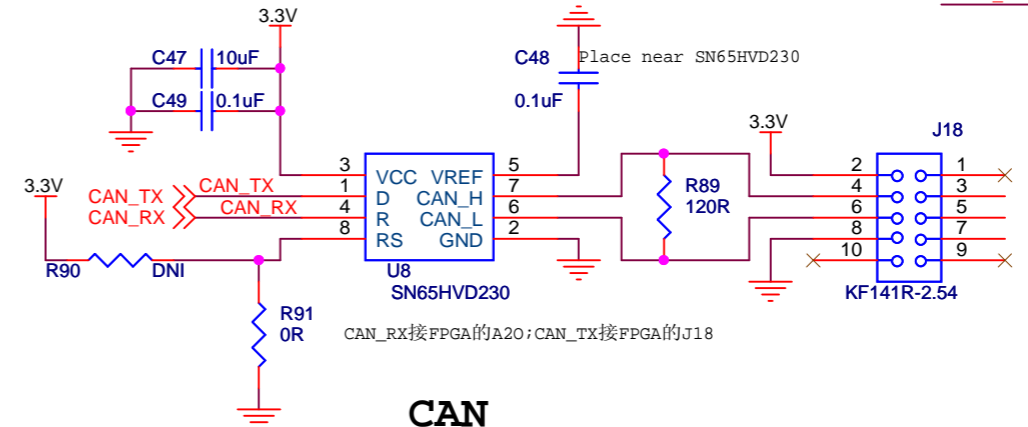 3.3V
C47 10uF
C49 0.1uF
C48
0.1uF
Place near SN65HVD230
3.3V
CAN_TX
CAN_RX
CAN_TX
CAN_RX
3
1
4
8
VCC
D
R
RS
VREF
CAN_H
CAN_L
GND
5
7
6
2
U8
SN65HVD230
R90 DNI
R91
0R
R89
120R
3.3V
J18
2 1
4 3
6 5
8 7
10 9
KF141R-2.54
CAN_RX接FPGA的A20;CAN_TX接FPGA的J18
CAN